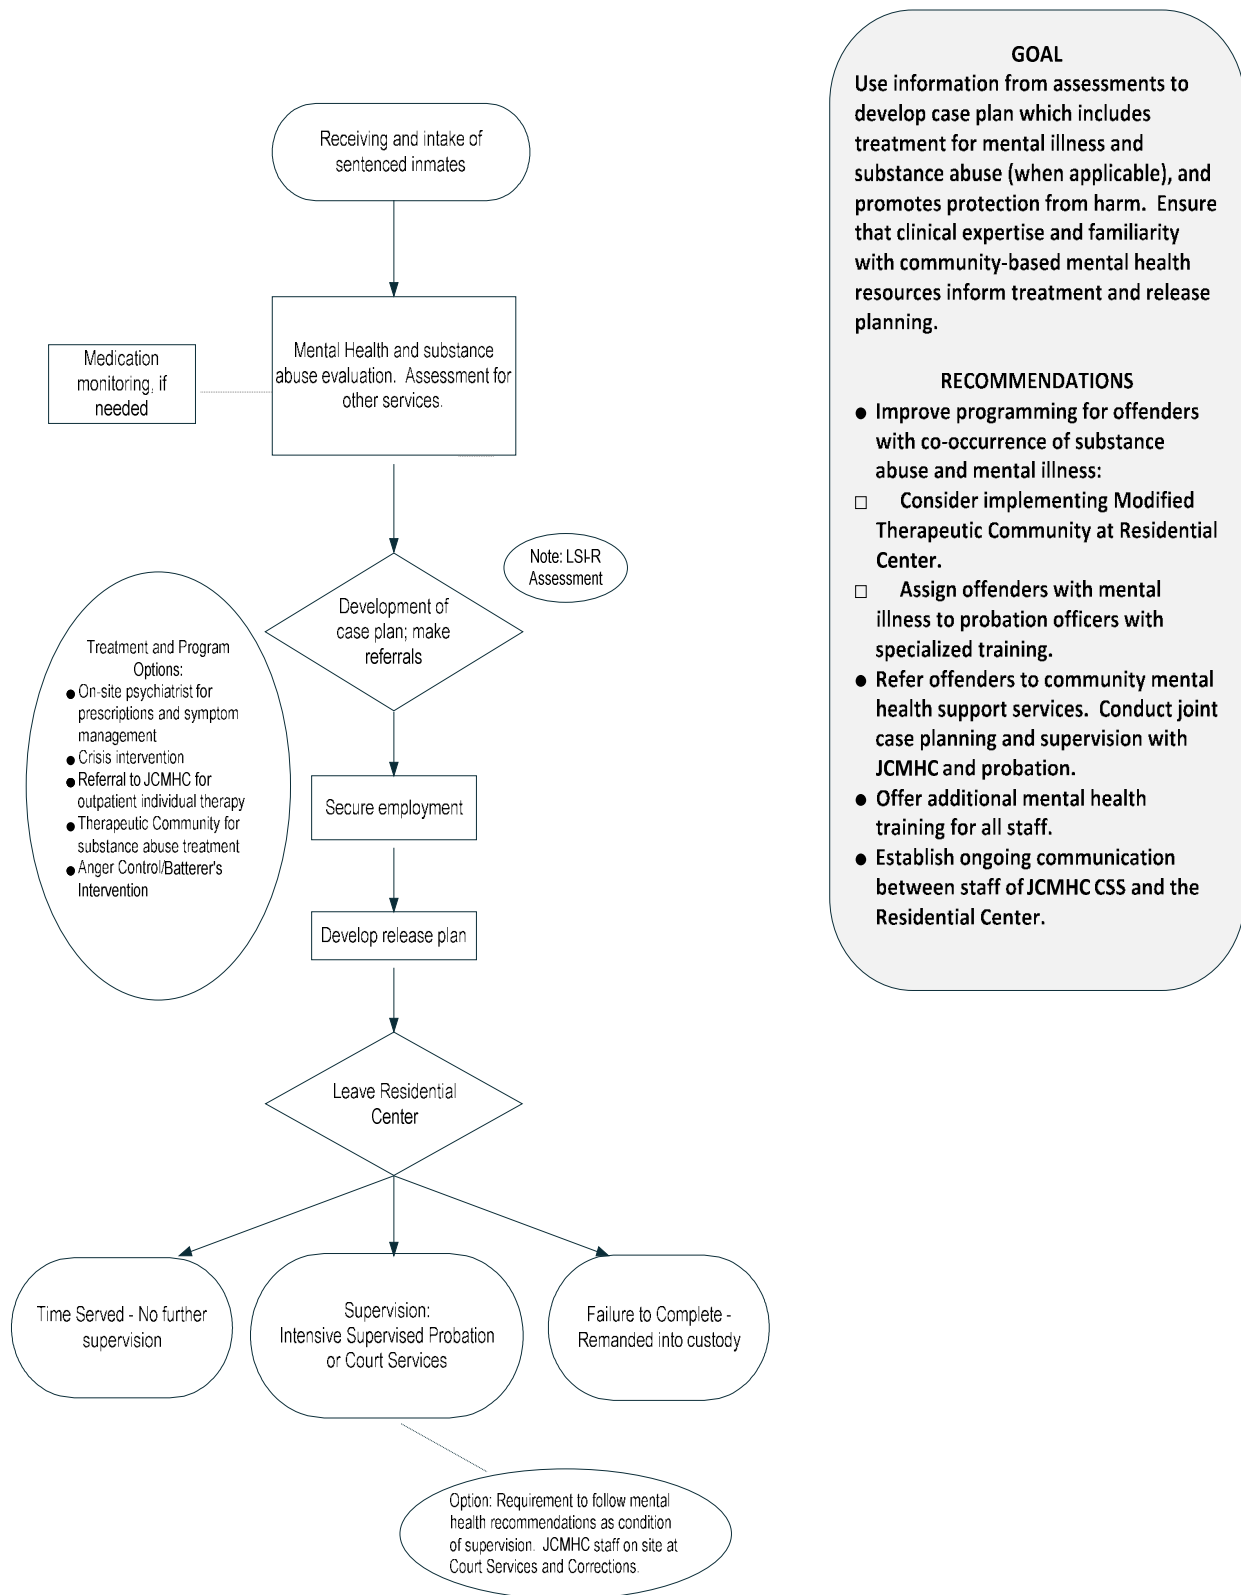 Receiving and intake of
sentenced inmates
Mental Health and substance
abuse evaluation.  Assessment for
other services.
Medication
monitoring, if
needed
Note: LSI-R
Assessment
Development of
case plan; make
referrals
Treatment and Program
Options:
● On-site psychiatrist for
prescriptions and symptom
management
● Crisis intervention
● Referral to JCMHC for
outpatient individual therapy
● Therapeutic Community for
substance abuse treatment
● Anger Control/Batterer's
Intervention
Secure employment
Develop release plan
Leave Residential
Center
Time Served - No further
supervision
Supervision:
Intensive Supervised Probation
or Court Services
Failure to Complete -
Remanded into custody
Option: Requirement to follow mental
health recommendations as condition
of supervision.  JCMHC staff on site at
Court Services and Corrections.
GOAL
Use information from assessments to
develop case plan which includes
treatment for mental illness and
substance abuse (when applicable), and
promotes protection from harm.  Ensure
that clinical expertise and familiarity
with community-based mental health
resources inform treatment and release
planning.
RECOMMENDATIONS
● Improve programming for offenders
with co-occurrence of substance
abuse and mental illness:
□ Consider implementing Modified
Therapeutic Community at Residential
Center.
□ Assign offenders with mental
illness to probation officers with
specialized training.
● Refer offenders to community mental
health support services.  Conduct joint
case planning and supervision with
JCMHC and probation.
● Offer additional mental health
training for all staff.
● Establish ongoing communication
between staff of JCMHC CSS and the
Residential Center.